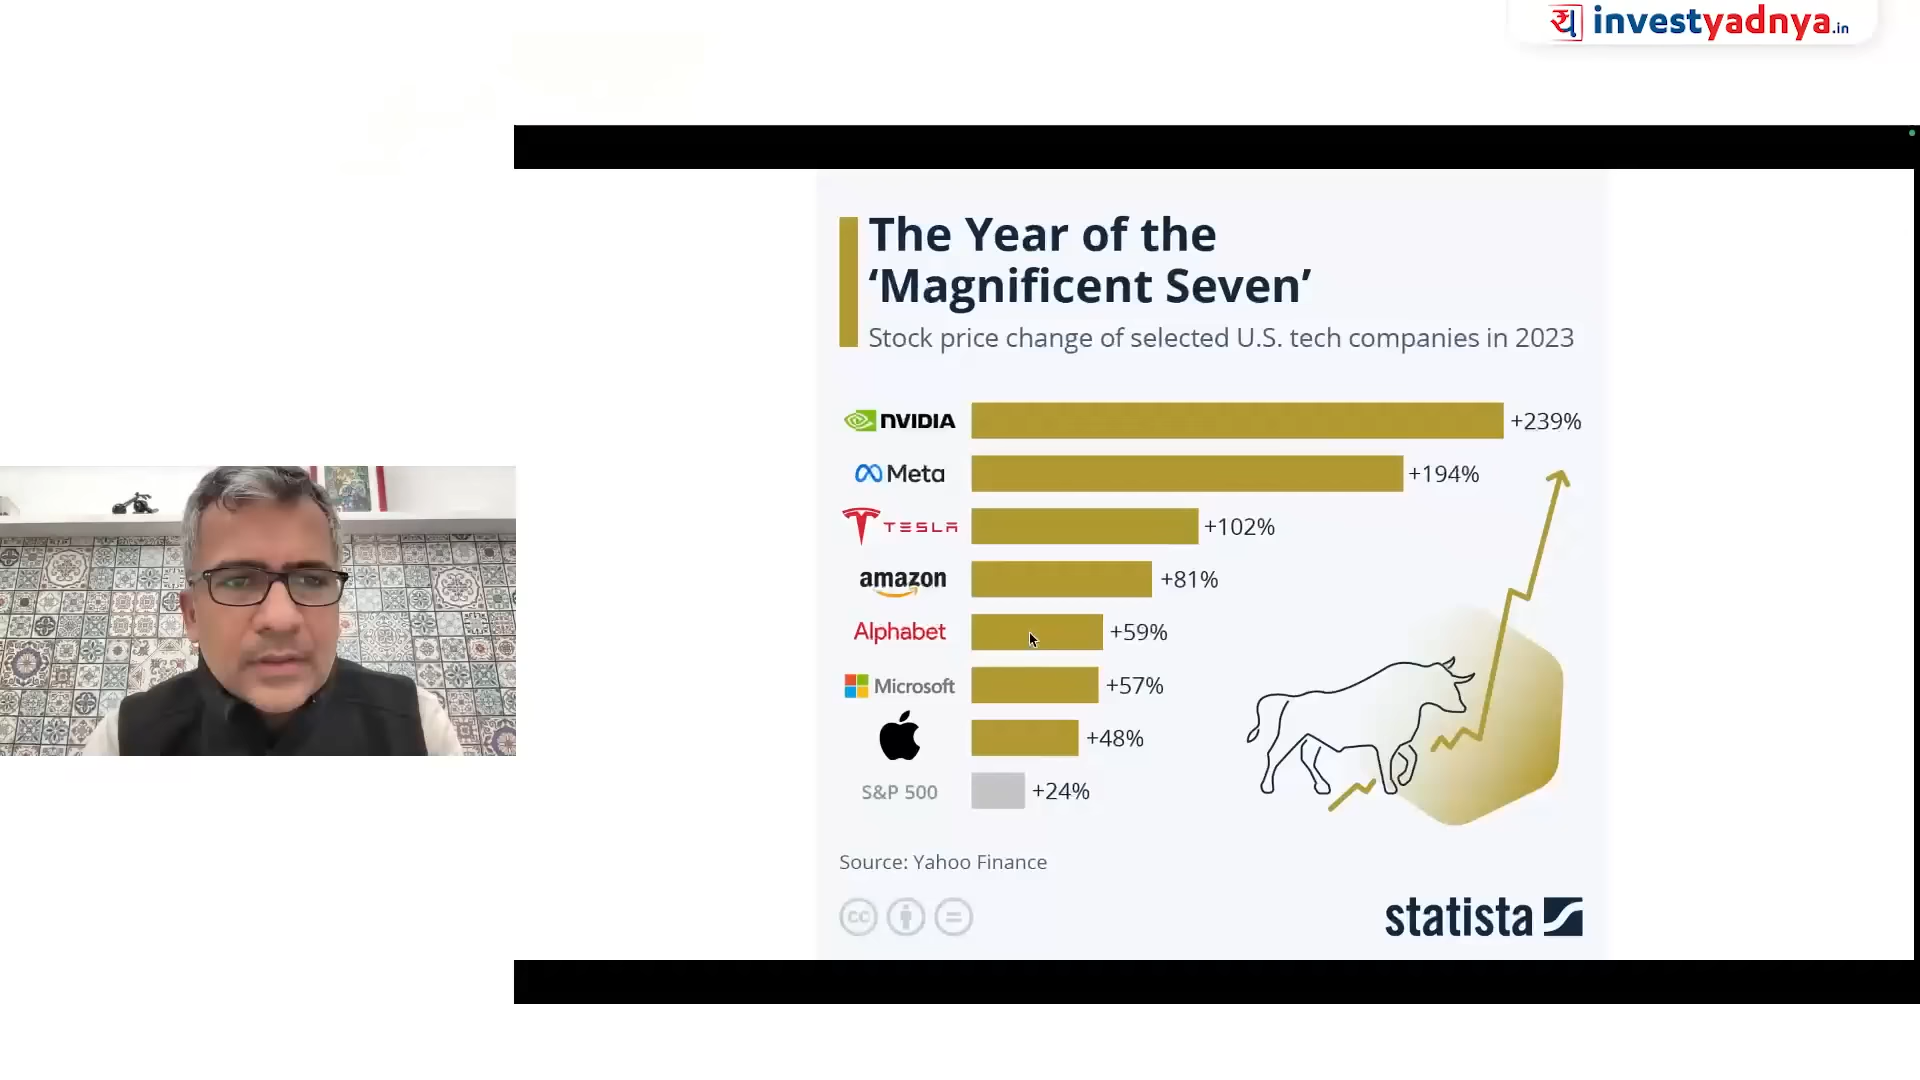 य investyadnya.in
The Year of the
‘Magnificent Seven’
Stock price change of selected U.S. tech companies in 2023
NVIDIA +239%
Meta +194%
TESLA +102%
amazon +81%
Alphabet +59%
Microsoft +57%
+48%
S&P 500 +24%
Source: Yahoo Finance
cc =
statista